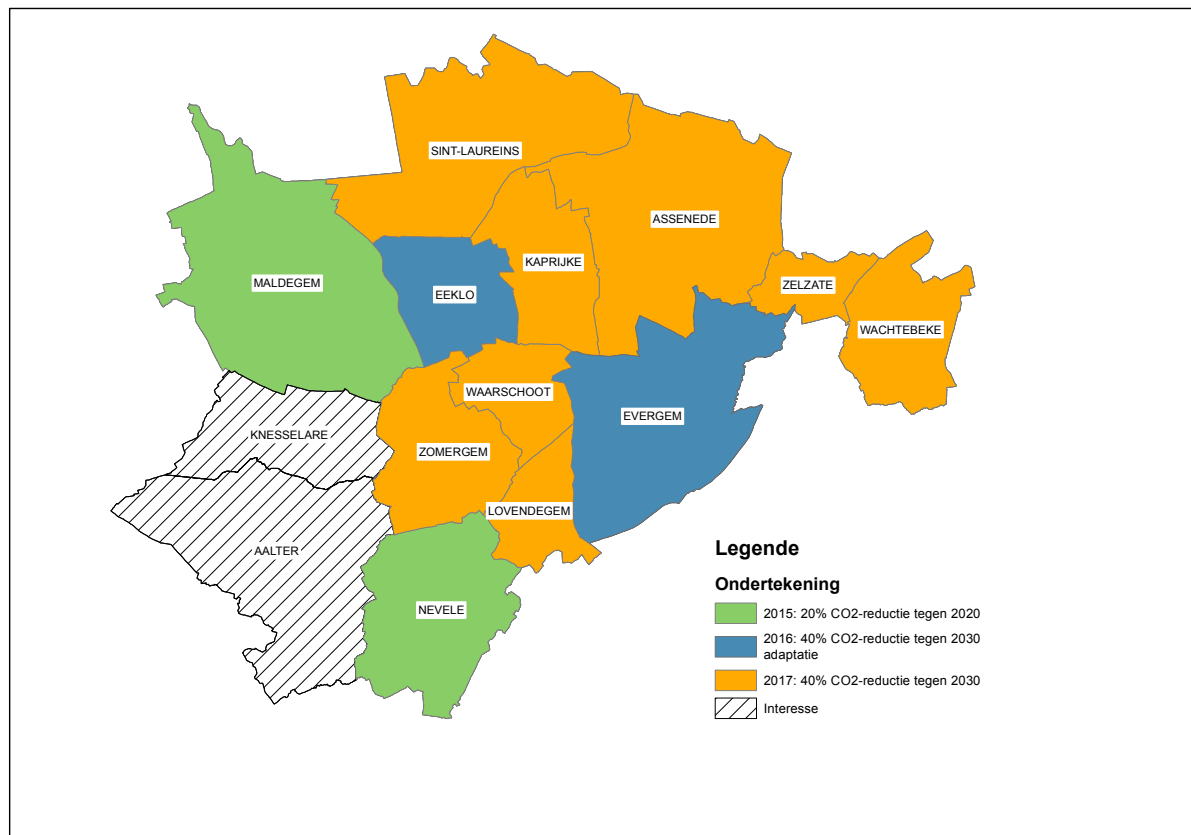 SINT-LAUREINS
ASSENEDE
KAPRIJKE
MALDEGEM
ZELZATE
EEKLO
WACHTEBEKE
WAARSCHOOT
EVERGEM
KNESSELARE
ZOMERGEM
LOVENDEGEM
AALTER
NEVELE
Legende
Ondertekening
2015: 20% CO2-reductie tegen 2020
2016: 40% CO2-reductie tegen 2030
adaptatie
2017: 40% CO2-reductie tegen 2030
Interesse